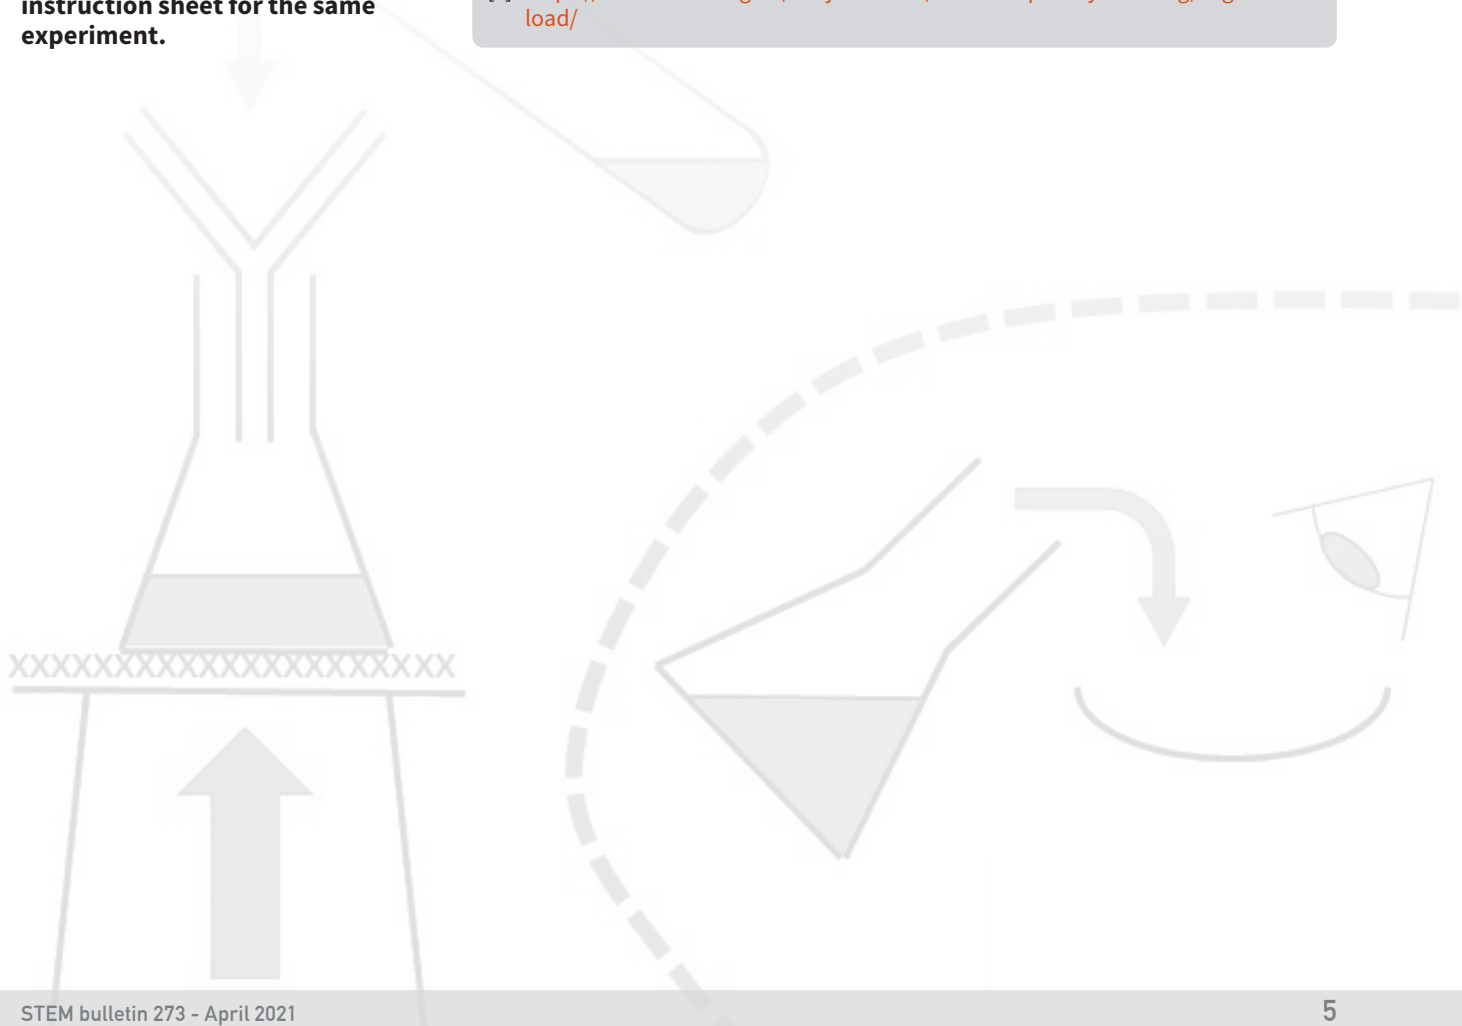 instruction sheet for the same
experiment.
load/
XXXXXXXXXXXXXXXXXXXXX
STEM bulletin 273 - April 2021
5